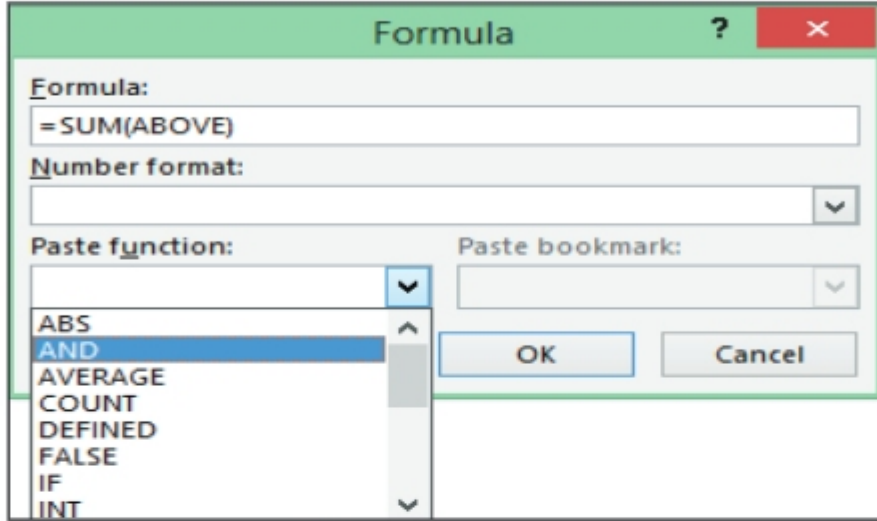 Formula ?
Formula:
=SUM(ABOVE)
Number format:
Paste function: Paste bookmark:
ABS
AND
AVERAGE
COUNT
DEFINED
FALSE
IF
INT
OK Cancel